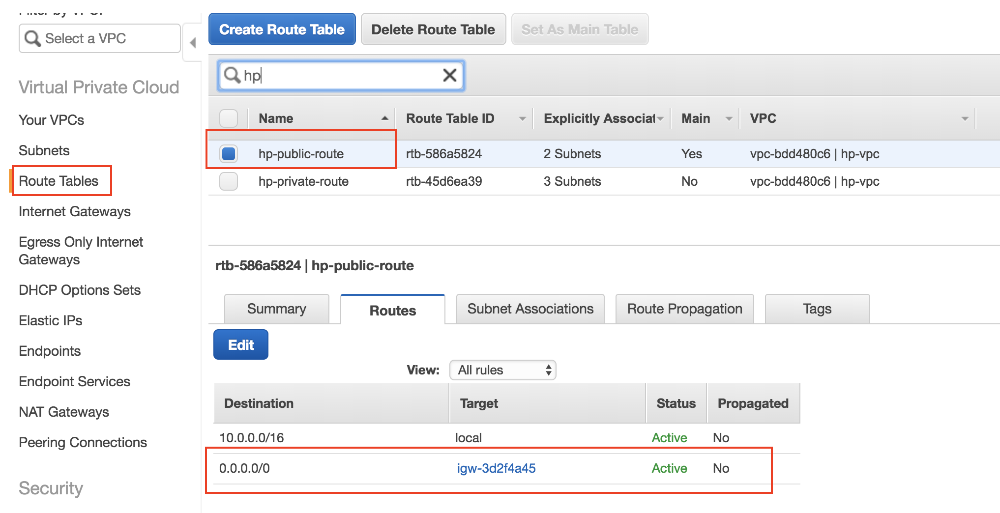 Filter by VPC:
Select a VPC
Virtual Private Cloud
Your VPCs
Subnets
Route Tables
Internet Gateways
Egress Only Internet
Gateways
DHCP Options Sets
Elastic IPs
Endpoints
Endpoint Services
NAT Gateways
Peering Connections
Security
Create Route Table Delete Route Table Set As Main Table
hp
Name Route Table ID Explicitly Associat Main VPC
hp-public-route rtb-586a5824 2 Subnets Yes vpc-bdd480c6 | hp-vpc
hp-private-route rtb-45d6ea39 3 Subnets No vpc-bdd480c6 | hp-vpc
rtb-586a5824 | hp-public-route
Summary Routes Subnet Associations Route Propagation Tags
Edit
View: All rules
Destination Target Status Propagated
10.0.0.0/16 local Active No
0.0.0.0/0 igw-3d2f4a45 Active No